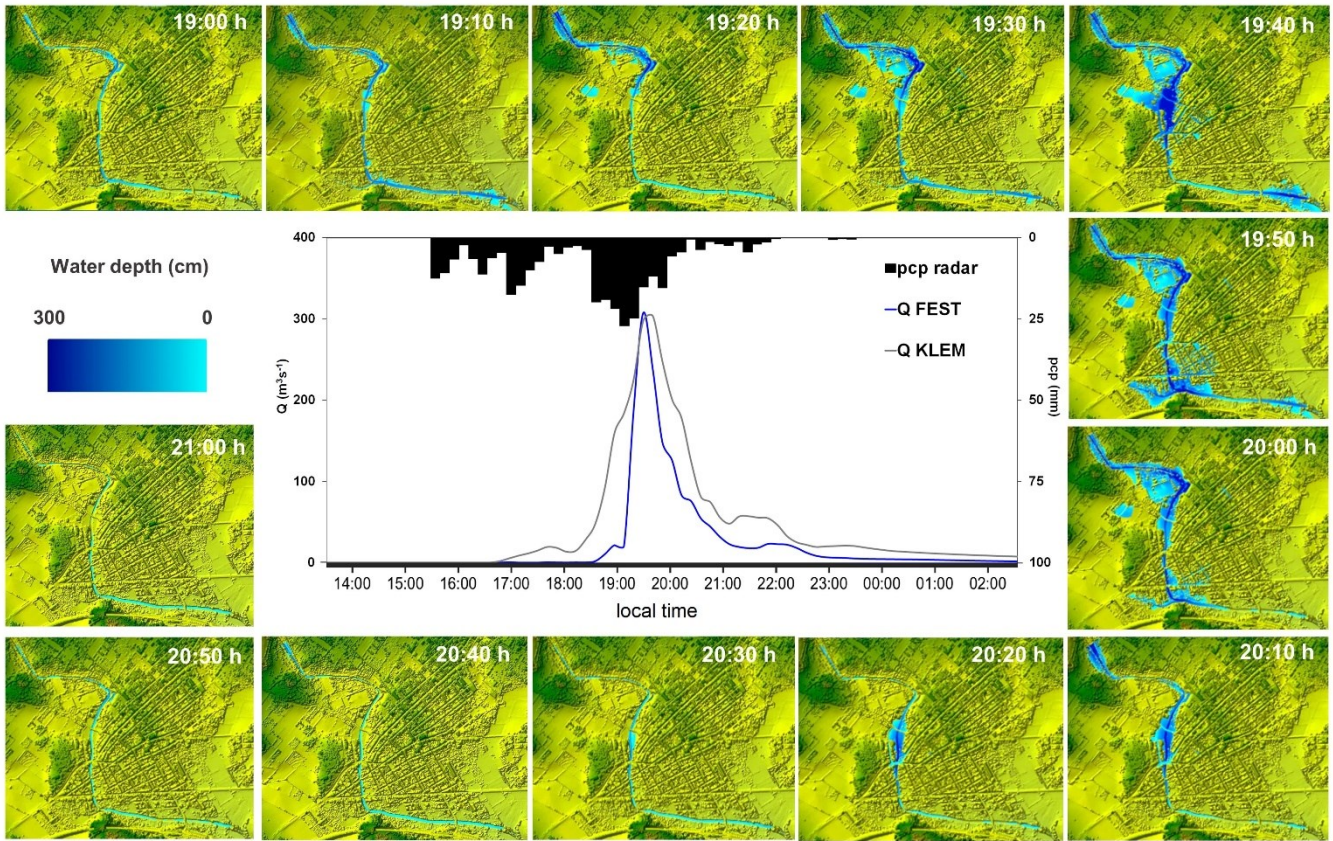 19:00 h
19:10 h
19:20 h
19:30 h
19:40 h
Water depth (cm)
300 0
400
300
200
100
0
Q (m³s⁻¹)
pcp radar
Q FEST
Q KLEM
0
25
50
75
100
pcp (mm)
14:00 15:00 16:00 17:00 18:00 19:00 20:00 21:00 22:00 23:00 00:00 01:00 02:00
local time
19:50 h
21:00 h
20:00 h
20:50 h
20:40 h
20:30 h
20:20 h
20:10 h